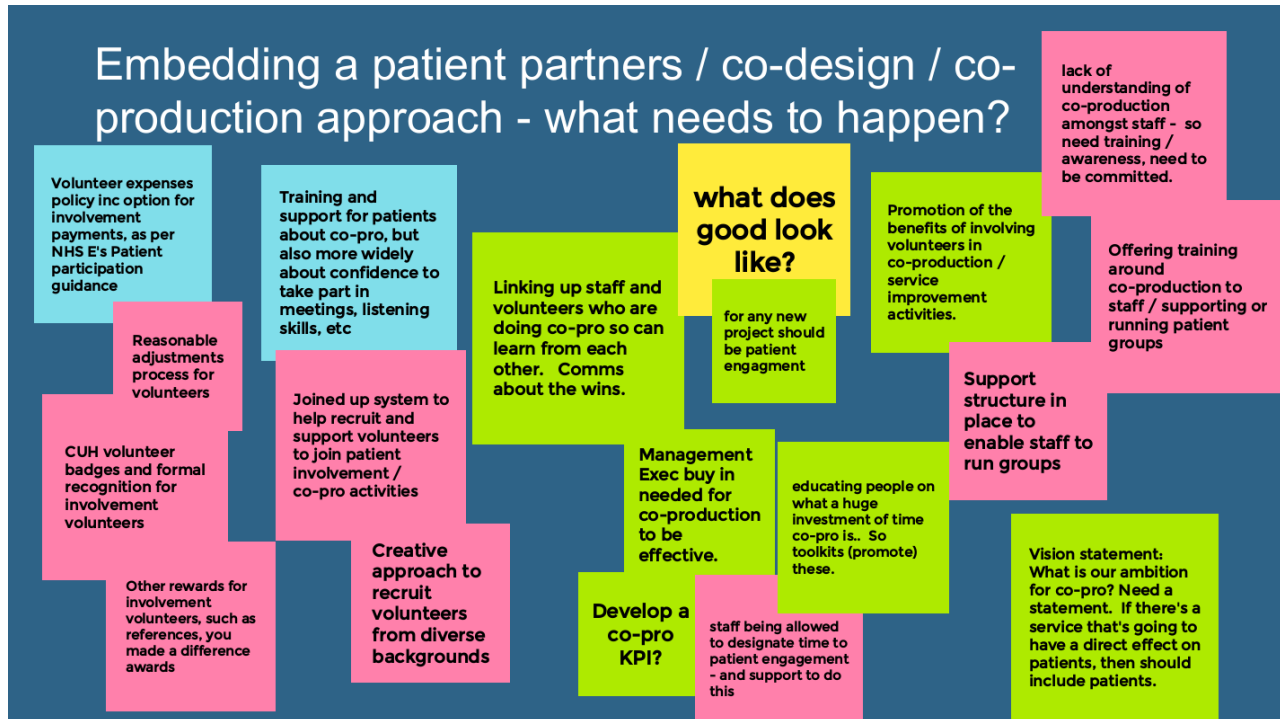 Embedding a patient partners / co-design / co-
production approach - what needs to happen?
Volunteer expenses
policy inc option for
involvement
payments, as per
NHS E's Patient
participation
guidance
Reasonable
adjustments
process for
volunteers
CUH volunteer
badges and formal
recognition for
involvement
volunteers
Other rewards for
involvement
volunteers, such as
references, you
made a difference
awards
Training and
support for patients
about co-pro, but
also more widely
about confidence to
take part in
meetings, listening
skills, etc
Joined up system to
help recruit and
support volunteers
to join patient
involvement /
co-pro activities
Creative
approach to
recruit
volunteers
from diverse
backgrounds
Linking up staff and
volunteers who are
doing co-pro so can
learn from each
other.   Comms
about the wins.
what does
good look
like?
for any new
project should
be patient
engagment
Management
Exec buy in
needed for
co-production
to be
effective.
Develop a
co-pro
KPI?
staff being allowed
to designate time to
patient engagement
- and support to do
this
educating people on
what a huge
investment of time
co-pro is..  So
toolkits (promote)
these.
Promotion of the
benefits of involving
volunteers in
co-production /
service
improvement
activities.
lack of
understanding of
co-production
amongst staff -  so
need training /
awareness, need to
be committed.
Offering training
around
co-production to
staff / supporting or
running patient
groups
Support
structure in
place to
enable staff to
run groups
Vision statement:
What is our ambition
for co-pro? Need a
statement.  If there's a
service that's going to
have a direct effect on
patients, then should
include patients.